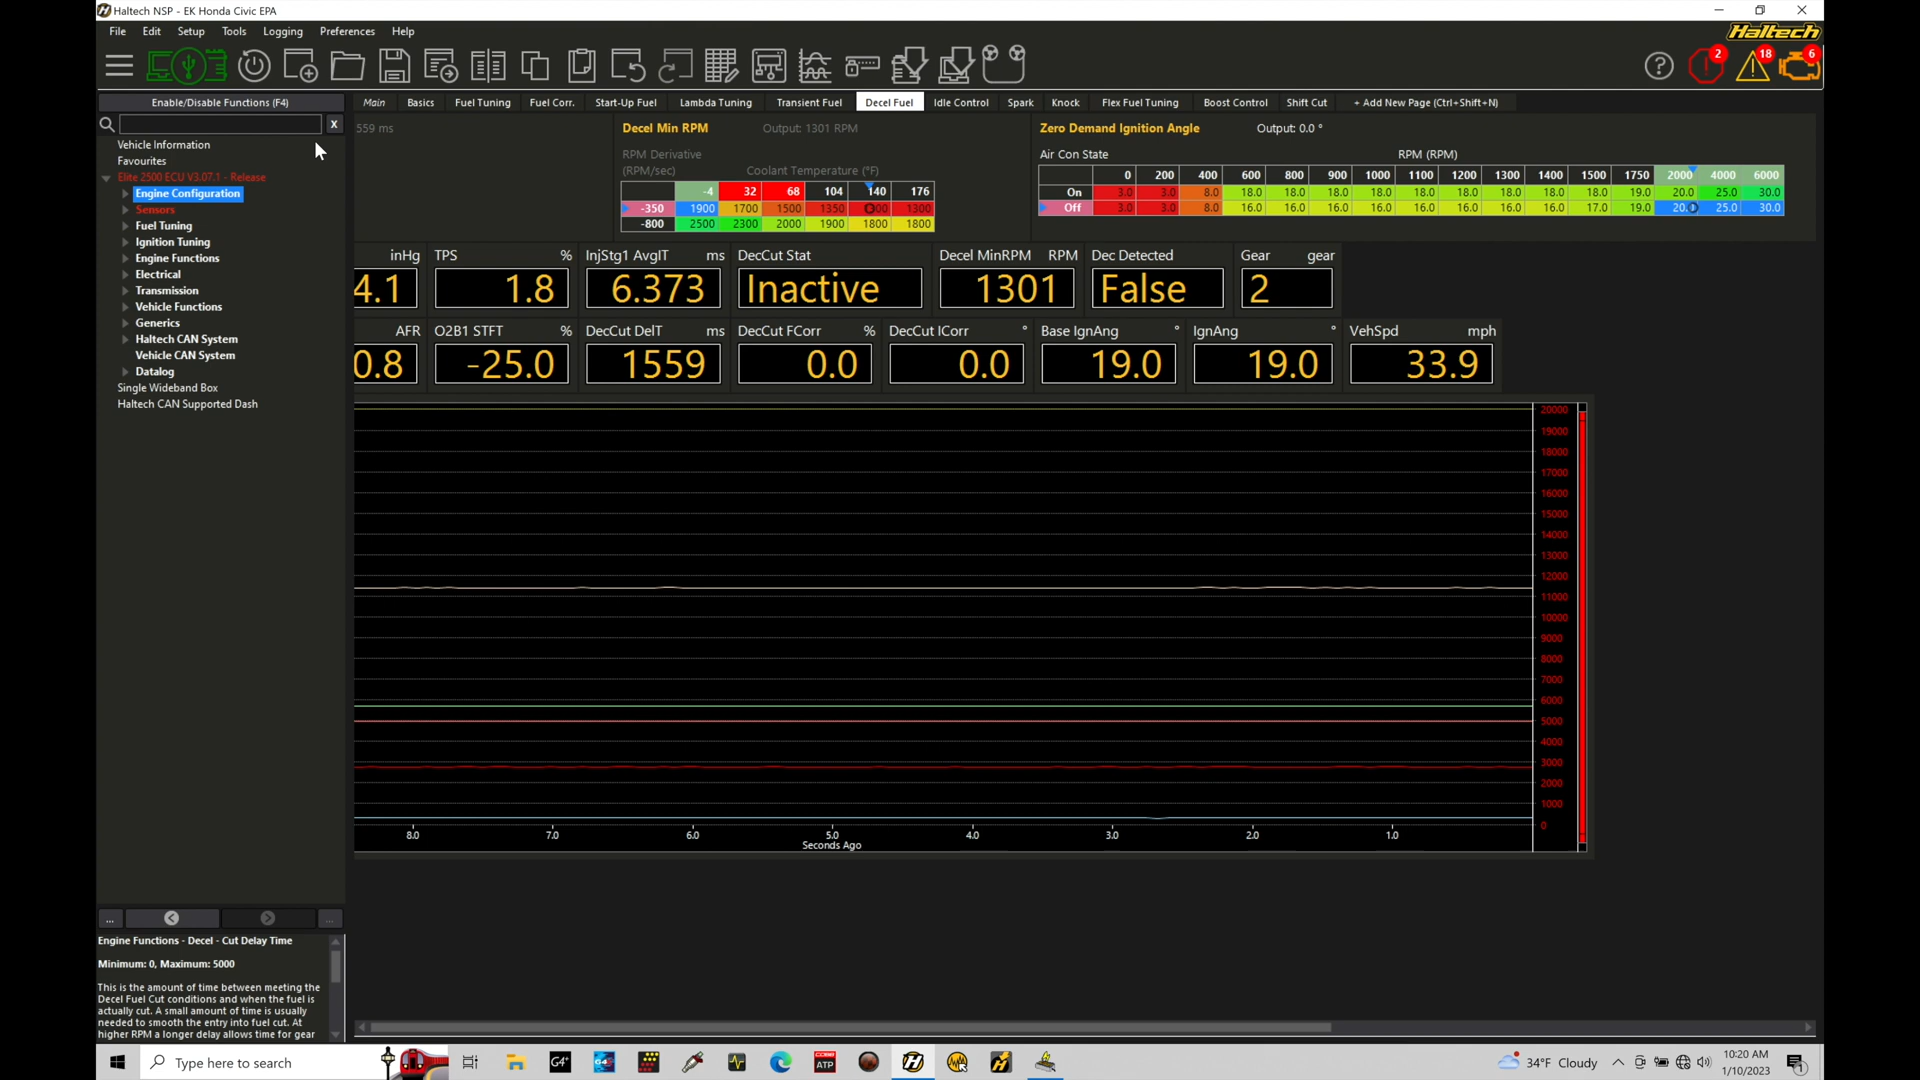 Haltech NSP - EK Honda Civic EPA
File Edit Setup Tools Logging Preferences Help
Haltech
2 18 6
Enable/Disable Functions (F4)
Main Basics Fuel Tuning Fuel Corr. Start-Up Fuel Lambda Tuning Transient Fuel Decel Fuel Idle Control Spark Knock Flex Fuel Tuning Boost Control Shift Cut + Add New Page (Ctrl+Shift+N)
X
Vehicle Information
Favourites
Elite 2500 ECU V3.07.1 - Release
Engine Configuration
Sensors
Fuel Tuning
Ignition Tuning
Engine Functions
Electrical
Transmission
Vehicle Functions
Generics
Haltech CAN System
Vehicle CAN System
Datalog
Single Wideband Box
Haltech CAN Supported Dash
559 ms
Decel Min RPM Output: 1301 RPM
RPM Derivative
(RPM/sec) Coolant Temperature (°F)
-4 32 68 104 140 176
-350 1900 1700 1500 1350 1300
-800 2500 2300 2000 1900 1800 1800
Zero Demand Ignition Angle Output: 0.0 °
Air Con State RPM (RPM)
0 200 400 600 800 900 1000 1100 1200 1300 1400 1500 1750 2000 4000 6000
On 3.0 3.0 8.0 18.0 18.0 18.0 18.0 18.0 18.0 18.0 18.0 18.0 19.0 20.0 25.0 30.0
Off 3.0 3.0 8.0 16.0 16.0 16.0 16.0 16.0 16.0 16.0 16.0 17.0 19.0 20. 25.0 30.0
inHg TPS % InjStg1 AvgIT ms DecCut Stat Decel MinRPM RPM Dec Detected Gear gear
4.1 1.8 6.373 Inactive 1301 False 2
AFR O2B1 STFT % DecCut DelT ms DecCut FCorr % DecCut ICorr ° Base IgnAng ° IgnAng ° VehSpd mph
0.8 -25.0 1559 0.0 0.0 19.0 19.0 33.9
20000
19000
18000
17000
16000
15000
14000
13000
12000
11000
10000
9000
8000
7000
6000
5000
4000
3000
2000
1000
0
8.0 7.0 6.0 5.0 4.0 3.0 2.0 1.0
Seconds Ago
... ...
Engine Functions - Decel - Cut Delay Time
Minimum: 0, Maximum: 5000
This is the amount of time between meeting the
Decel Fuel Cut conditions and when the fuel is
actually cut. A small amount of time is usually
needed to smooth the entry into fuel cut. At
higher RPM a longer delay allows time for gear
Type here to search
G4+
34°F Cloudy
10:20 AM
1/10/2023